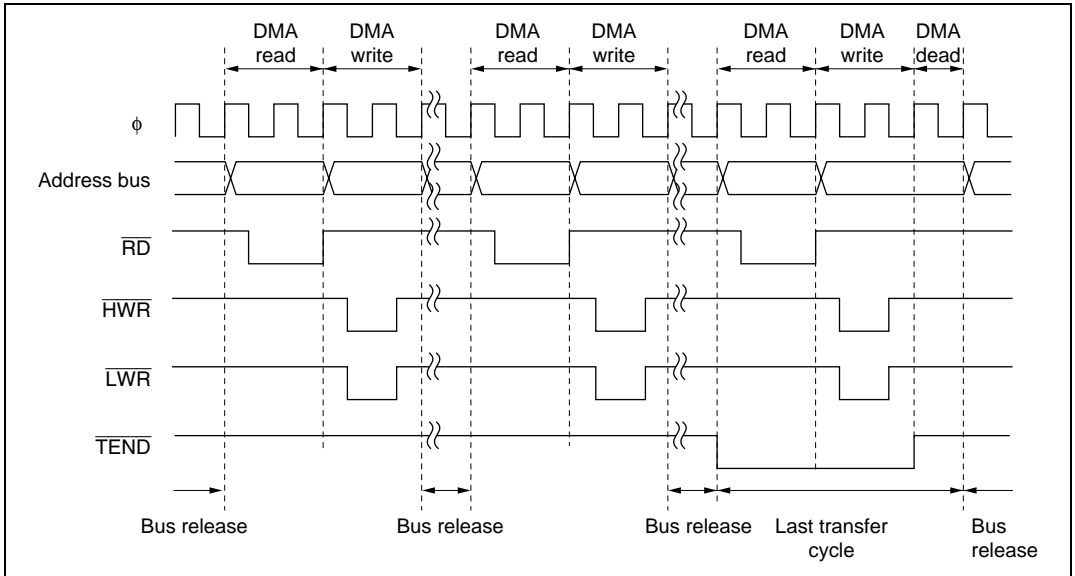 DMA read
DMA write
DMA read
DMA write
DMA read
DMA write
DMA dead
ϕ
Address bus
RD
HWR
LWR
TEND
Bus release
Bus release
Bus release
Last transfer cycle
Bus release